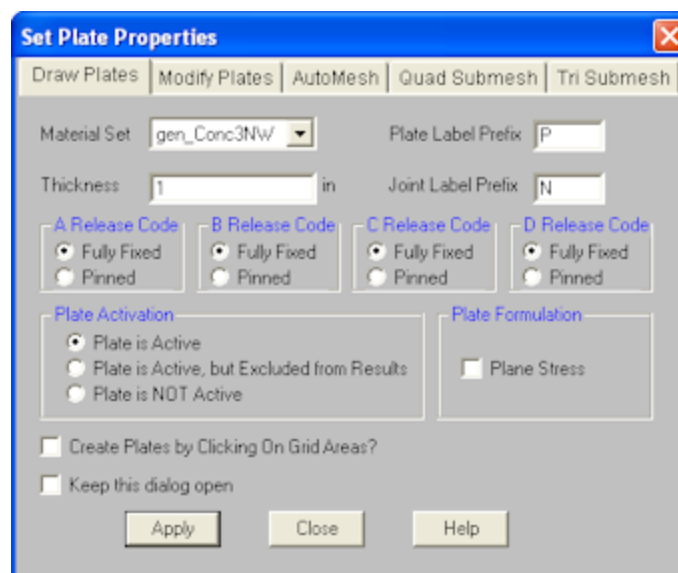 Set Plate Properties
Draw Plates Modify Plates AutoMesh Quad Submesh Tri Submesh
Material Set gen_Conc3NW Plate Label Prefix P
Thickness 1 in Joint Label Prefix N
A Release Code B Release Code C Release Code D Release Code
Fully Fixed Fully Fixed Fully Fixed Fully Fixed
Pinned Pinned Pinned Pinned
Plate Activation Plate Formulation
Plate is Active
Plate is Active, but Excluded from Results Plane Stress
Plate is NOT Active
Create Plates by Clicking On Grid Areas?
Keep this dialog open
Apply Close Help